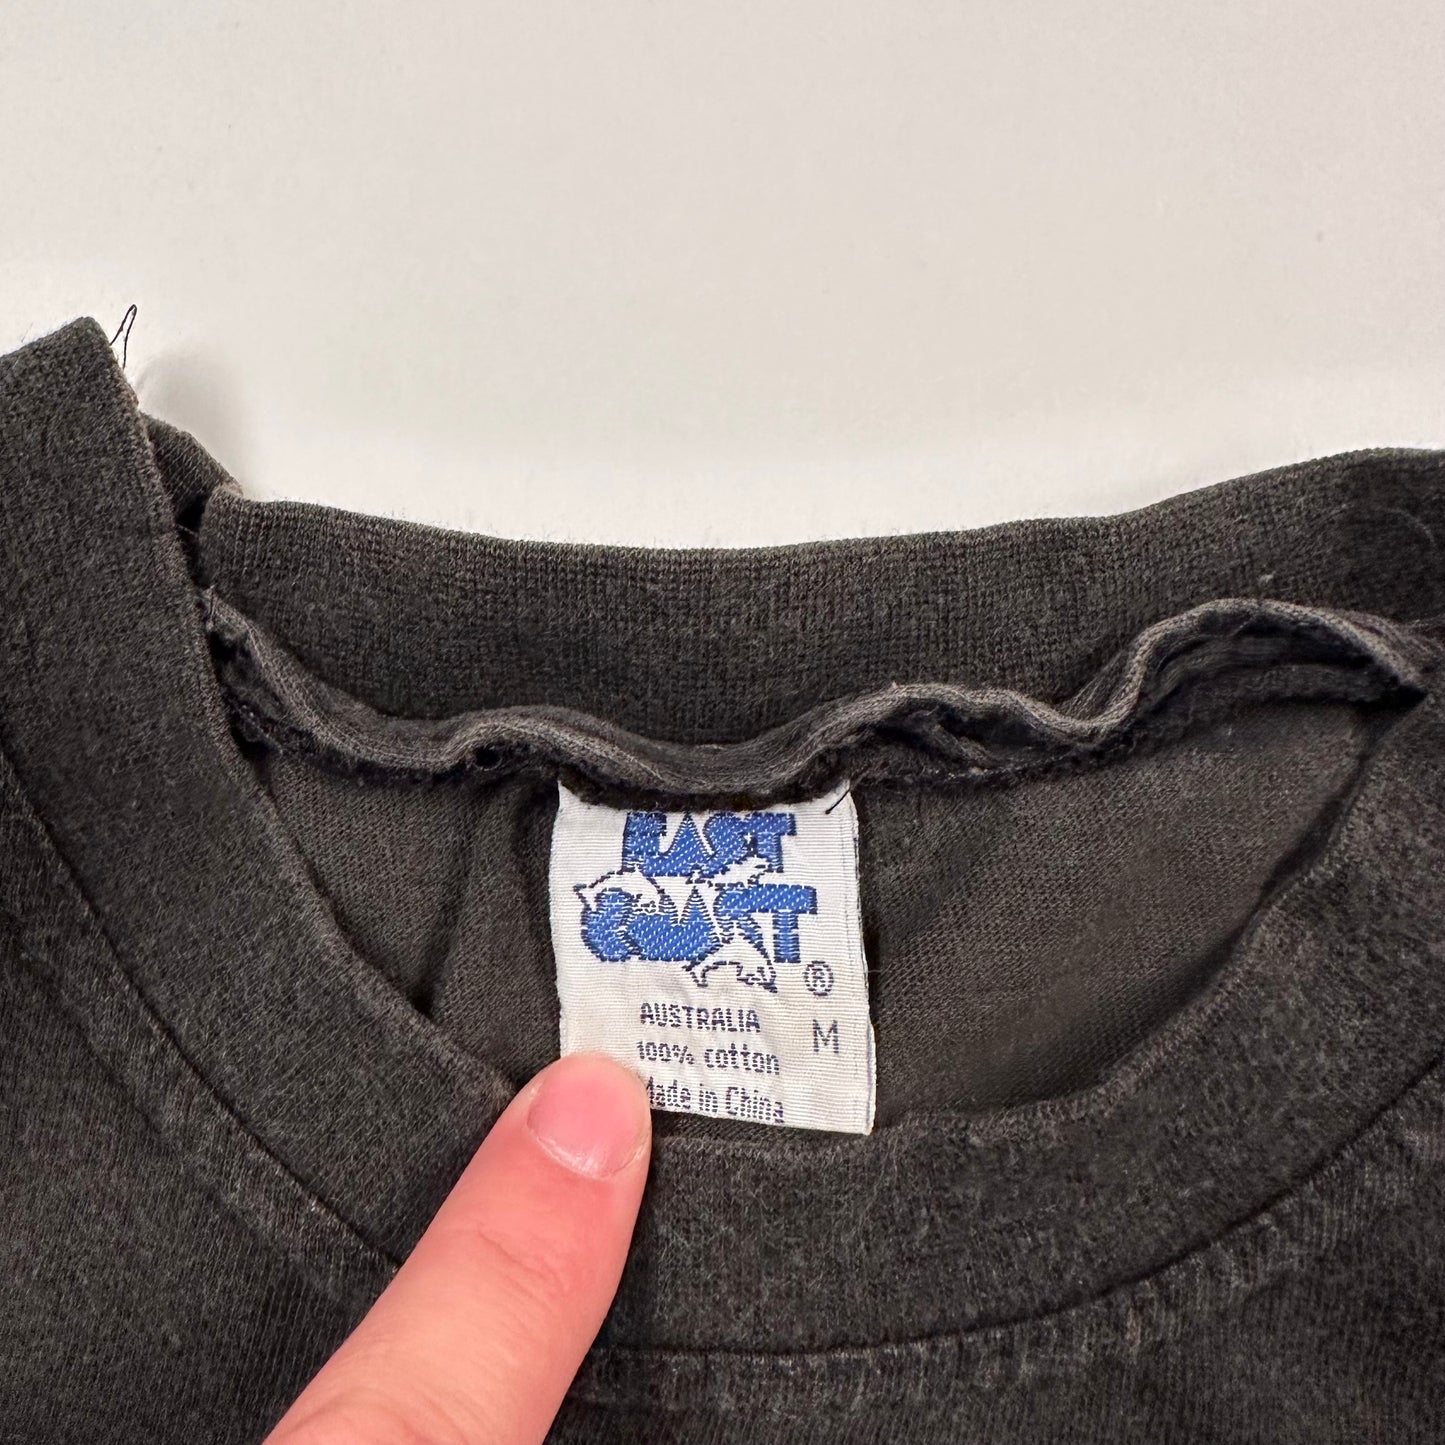 EAST
COAST
®
AUSTRALIA
M
100% cotton
Made in China